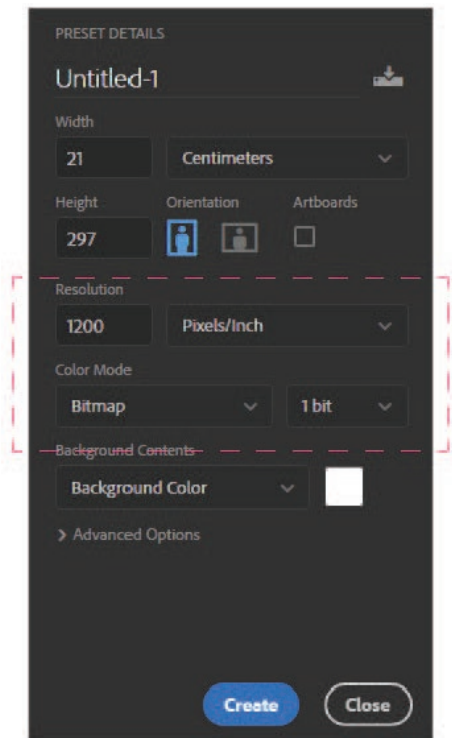 PRESET DETAILS
Untitled-1
Width
21 Centimeters
Height Orientation Artboards
297
Resolution
1200 Pixels/Inch
Color Mode
Bitmap 1 bit
Background Contents
Background Color
Advanced Options
Create Close